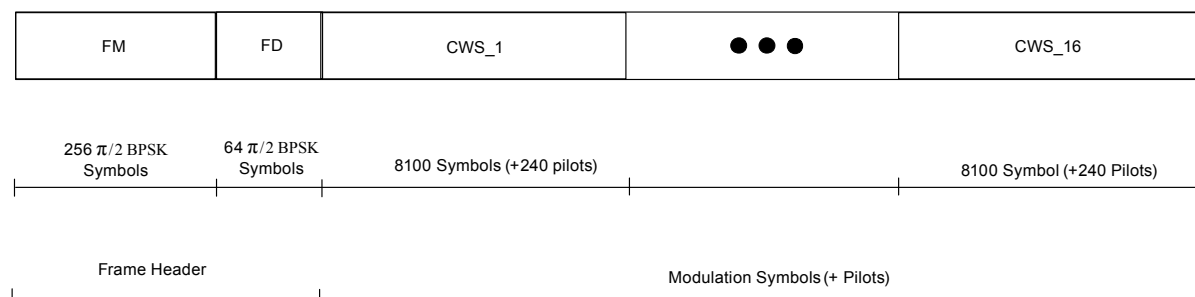 FM
FD
CWS_1
CWS_16
256 π/2 BPSK
Symbols
64 π/2 BPSK
Symbols
8100 Symbols (+240 pilots)
8100 Symbol (+240 Pilots)
Frame Header
Modulation Symbols (+ Pilots)